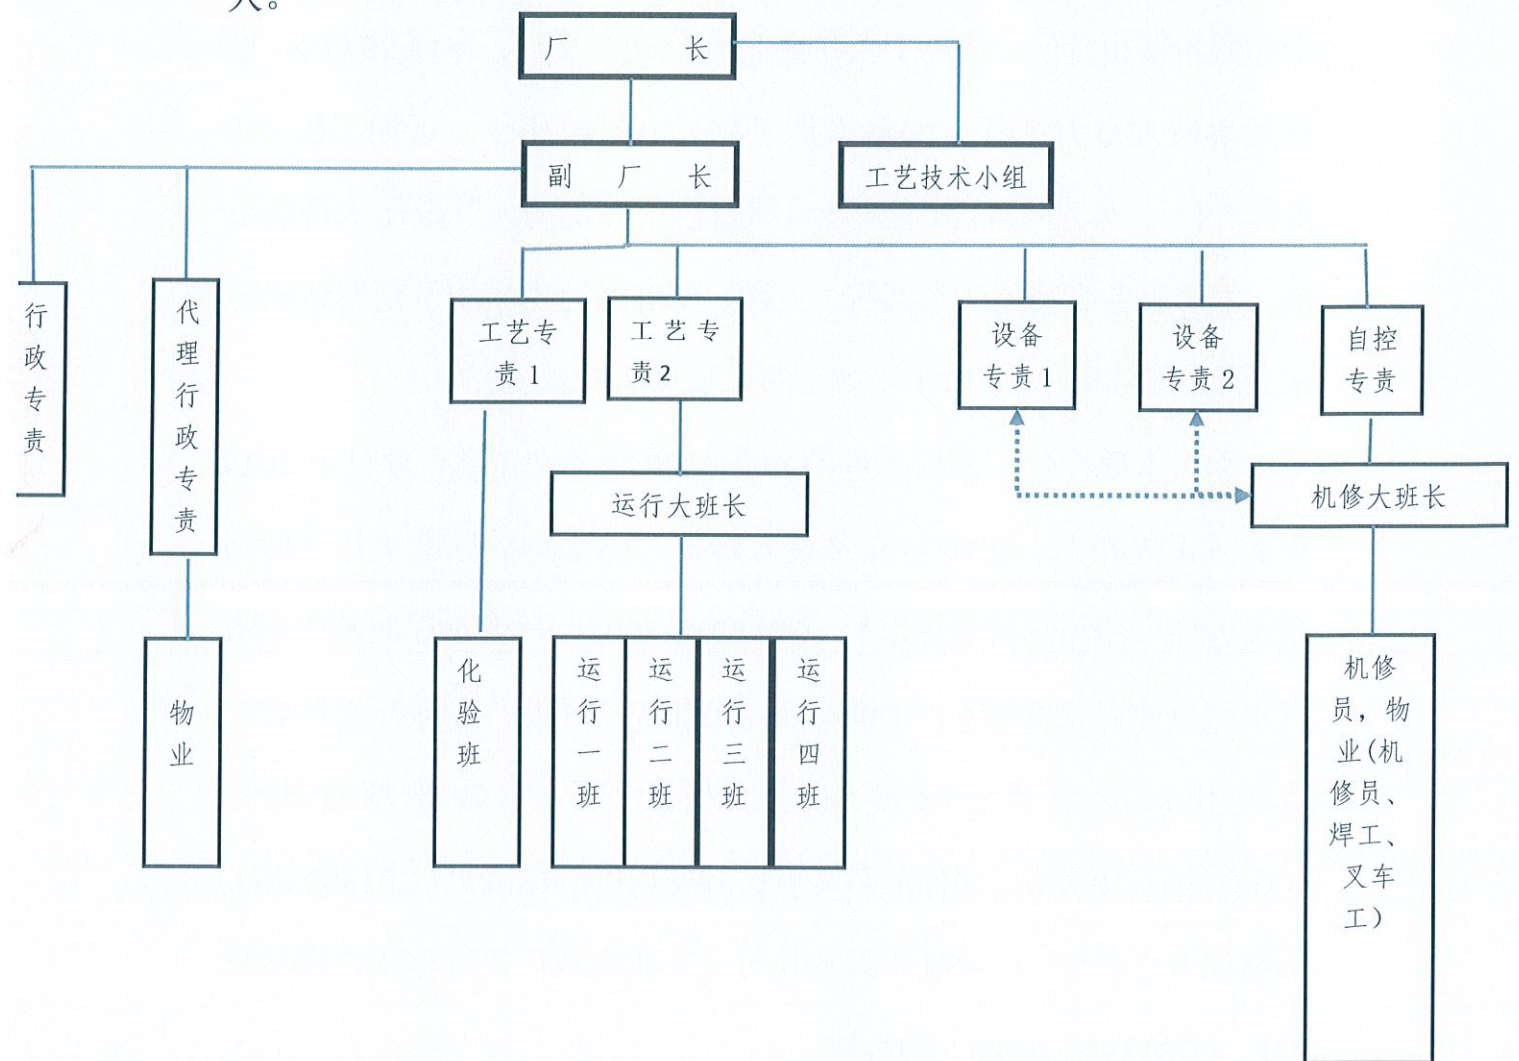 人。
厂 长
副 厂 长
工艺技术小组
行政专责
代理行政专责
工艺专
责1
工艺专
责2
设备
专责1
设备
专责2
自控
专责
运行大班长
机修大班长
物业
化验班
运行一班
运行二班
运行三班
运行四班
机修
员，物
业(机
修员、
焊工、
叉车
工)